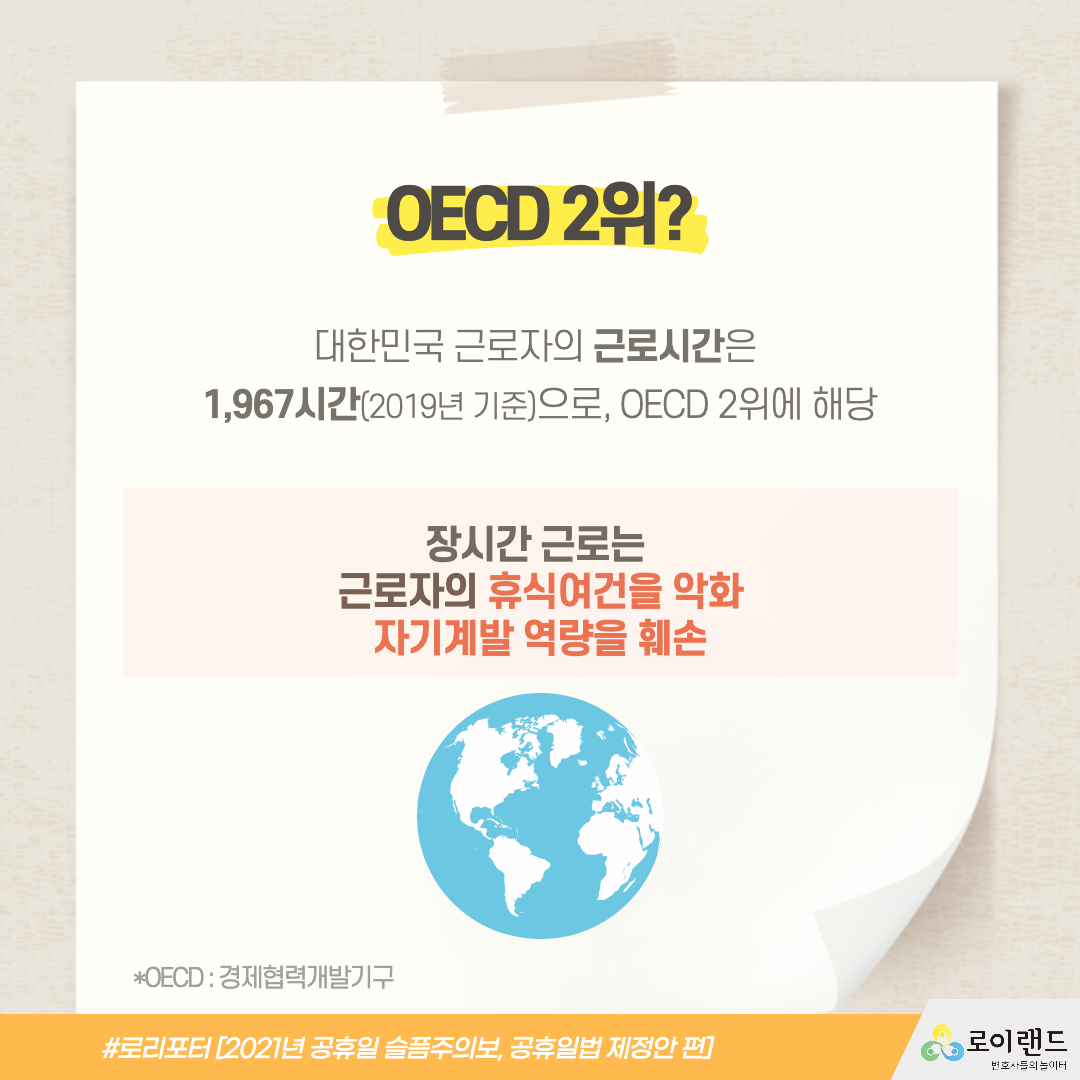 OECD 2위?
대한민국 근로자의 근로시간은
1,967시간(2019년 기준)으로, OECD 2위에 해당
장시간 근로는
근로자의 휴식여건을 악화
자기계발 역량을 훼손
*OECD : 경제협력개발기구
#로리포터 [2021년 공휴일 슬픔주의보, 공휴일법 제정안 편]
로이랜드
변호사들의 놀이터